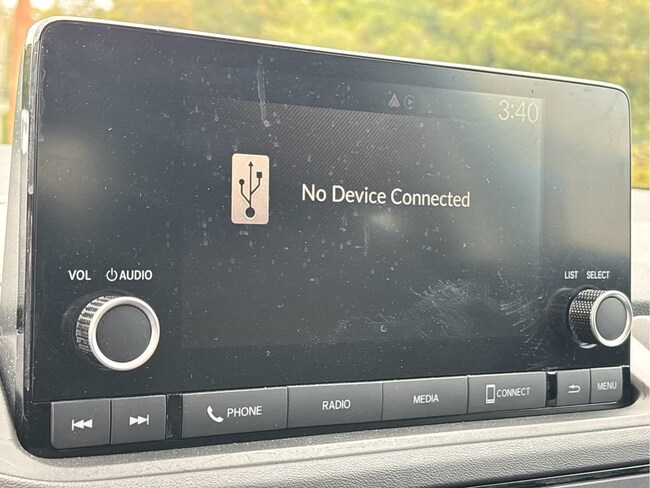 3:40
No Device Connected
VOL AUDIO
LIST SELECT
PHONE
RADIO
MEDIA
CONNECT
MENU